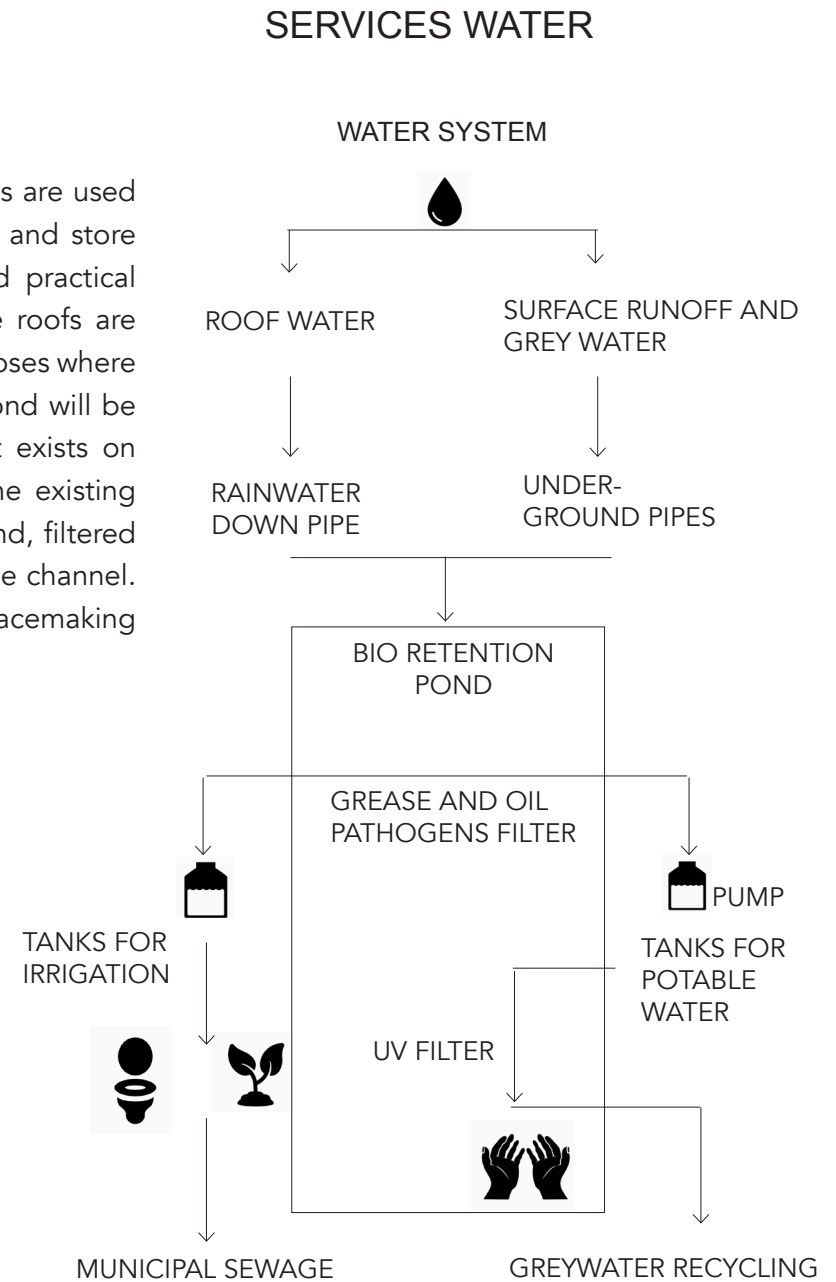 SERVICES WATER
WATER SYSTEM
s are used
and store
d practical
e roofs are
oses where
ond will be
t exists on
ne existing
nd, filtered
e channel.
acemaking
ROOF WATER
SURFACE RUNOFF AND
GREY WATER
RAINWATER
DOWN PIPE
UNDER-
GROUND PIPES
BIO RETENTION
POND
GREASE AND OIL
PATHOGENS FILTER
PUMP
TANKS FOR
IRRIGATION
TANKS FOR
POTABLE
WATER
UV FILTER
MUNICIPAL SEWAGE
GREYWATER RECYCLING